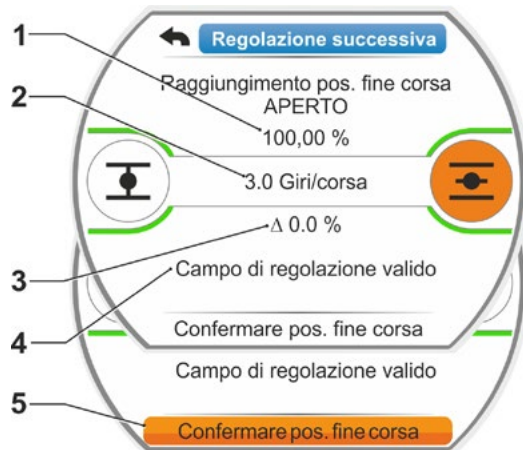 Regolazione successiva
1
Raggiungimento pos. fine corsa
APERTO
2
100,00 %
3.0 Giri/corsa
3
Δ 0.0 %
4
Campo di regolazione valido
Confermare pos. fine corsa
Campo di regolazione valido
5
Confermare pos. fine corsa